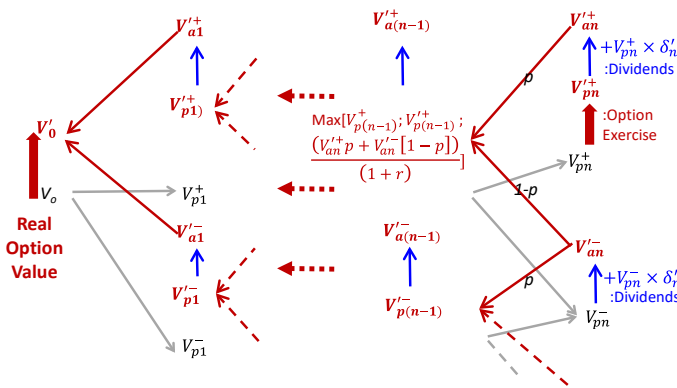 V′⁺ₐ₍ₙ₋₁₎
V′⁺ₐₙ
V′⁺ₐ₁
+V⁺ₚₙ × δ′ₙ
:Dividends
p
V′⁺ₚₙ
V′⁺ₚ₁₎
Max[V⁺ₚ₍ₙ₋₁₎; V′⁺ₚ₍ₙ₋₁₎;
:Option
Exercise
V′₀
(V′⁺ₐₙp + V′⁻ₐₙ[1 − p])
(1 + r)
]
V⁺ₚₙ
Vₒ
V⁺ₚ₁
1-p
Real
Option
Value
V′⁻ₐ₁
V′⁻ₐ₍ₙ₋₁₎
V′⁻ₐₙ
p
+V⁻ₚₙ × δ′ₙ
:Dividends
V′⁻ₚ₁
V′⁻ₚ₍ₙ₋₁₎
V⁻ₚₙ
V⁻ₚ₁